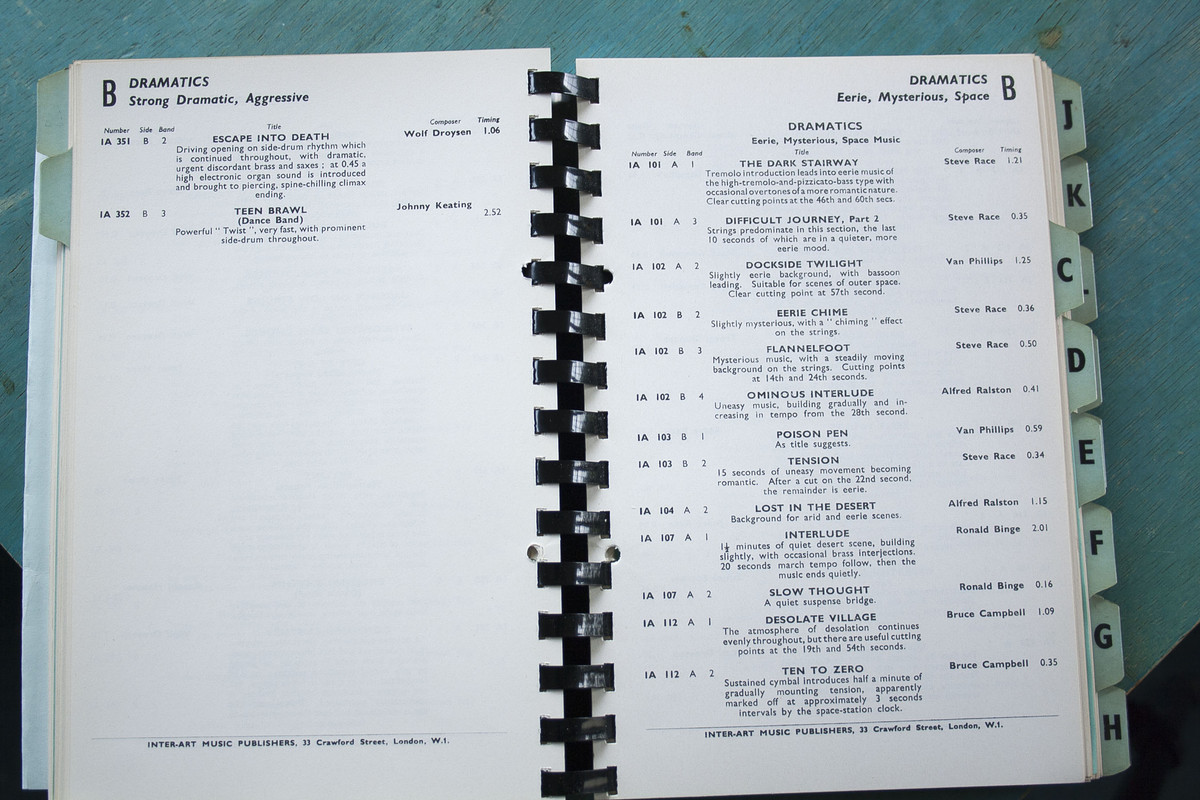 B DRAMATICS
Strong Dramatic, Aggressive
Number Side Band Title Composer Timing
IA 351 B 2 ESCAPE INTO DEATH Wolf Droysen 1.06
Driving opening on side-drum rhythm which
is continued throughout, with dramatic,
urgent discordant brass and saxes ; at 0.45 a
high electronic organ sound is introduced
and brought to piercing, spine-chilling climax
ending.
IA 352 B 3 TEEN BRAWL Johnny Keating 2.52
(Dance Band)
Powerful " Twist ", very fast, with prominent
side-drum throughout.
INTER-ART MUSIC PUBLISHERS, 33 Crawford Street, London, W.1.
DRAMATICS B
Eerie, Mysterious, Space
DRAMATICS
Eerie, Mysterious, Space Music
Number Side Band Title Composer Timing
IA 101 A 1 THE DARK STAIRWAY Steve Race 1.21
Tremolo introduction leads into eerie music of
the high-tremolo-and-pizzicato-bass type with
occasional overtones of a more romantic nature.
Clear cutting points at the 46th and 60th secs.
IA 101 A 3 DIFFICULT JOURNEY, Part 2 Steve Race 0.35
Strings predominate in this section, the last
10 seconds of which are in a quieter, more
eerie mood.
IA 102 A 2 DOCKSIDE TWILIGHT Van Phillips 1.25
Slightly eerie background, with bassoon
leading. Suitable for scenes of outer space.
Clear cutting point at 57th second.
IA 102 B 2 EERIE CHIME Steve Race 0.36
Slightly mysterious, with a " chiming " effect
on the strings.
IA 102 B 3 FLANNELFOOT Steve Race 0.50
Mysterious music, with a steadily moving
background on the strings. Cutting points
at 14th and 24th seconds.
IA 102 B 4 OMINOUS INTERLUDE Alfred Ralston 0.41
Uneasy music, building gradually and in-
creasing in tempo from the 28th second.
IA 103 B 1 POISON PEN Van Phillips 0.59
As title suggests.
IA 103 B 2 TENSION Steve Race 0.34
15 seconds of uneasy movement becoming
romantic. After a cut on the 22nd second,
the remainder is eerie.
IA 104 A 2 LOST IN THE DESERT Alfred Ralston 1.15
Background for arid and eerie scenes.
IA 107 A 1 INTERLUDE Ronald Binge 2.01
minutes of quiet desert scene, building
slightly, with occasional brass interjections.
20 seconds march tempo follow, then the
music ends quietly.
IA 107 A 2 SLOW THOUGHT Ronald Binge 0.16
A quiet suspense bridge.
IA 112 A 1 DESOLATE VILLAGE Bruce Campbell 1.09
The atmosphere of desolation continues
evenly throughout, but there are useful cutting
points at the 19th and 54th seconds.
IA 112 A 2 TEN TO ZERO Bruce Campbell 0.35
Sustained cymbal introduces half a minute of
gradually mounting tension, apparently
marked off at approximately 3 seconds
intervals by the space-station clock.
INTER-ART MUSIC PUBLISHERS, 33 Crawford Street, London, W.1.
J
K
C
D
E
F
G
H